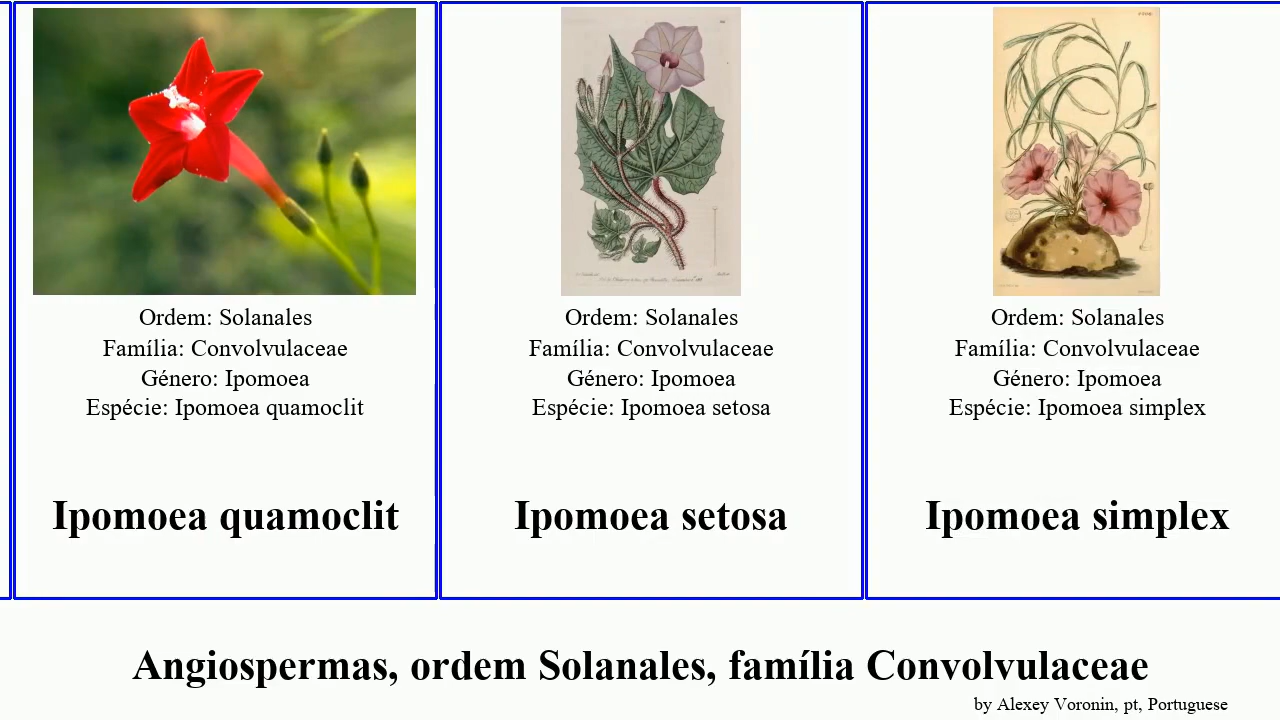 Ordem: Solanales
Família: Convolvulaceae
Género: Ipomoea
Espécie: Ipomoea quamoclit
Ipomoea quamoclit
Ordem: Solanales
Família: Convolvulaceae
Género: Ipomoea
Espécie: Ipomoea setosa
Ipomoea setosa
Ordem: Solanales
Família: Convolvulaceae
Género: Ipomoea
Espécie: Ipomoea simplex
Ipomoea simplex
Angiospermas, ordem Solanales, família Convolvulaceae
by Alexey Voronin, pt, Portuguese